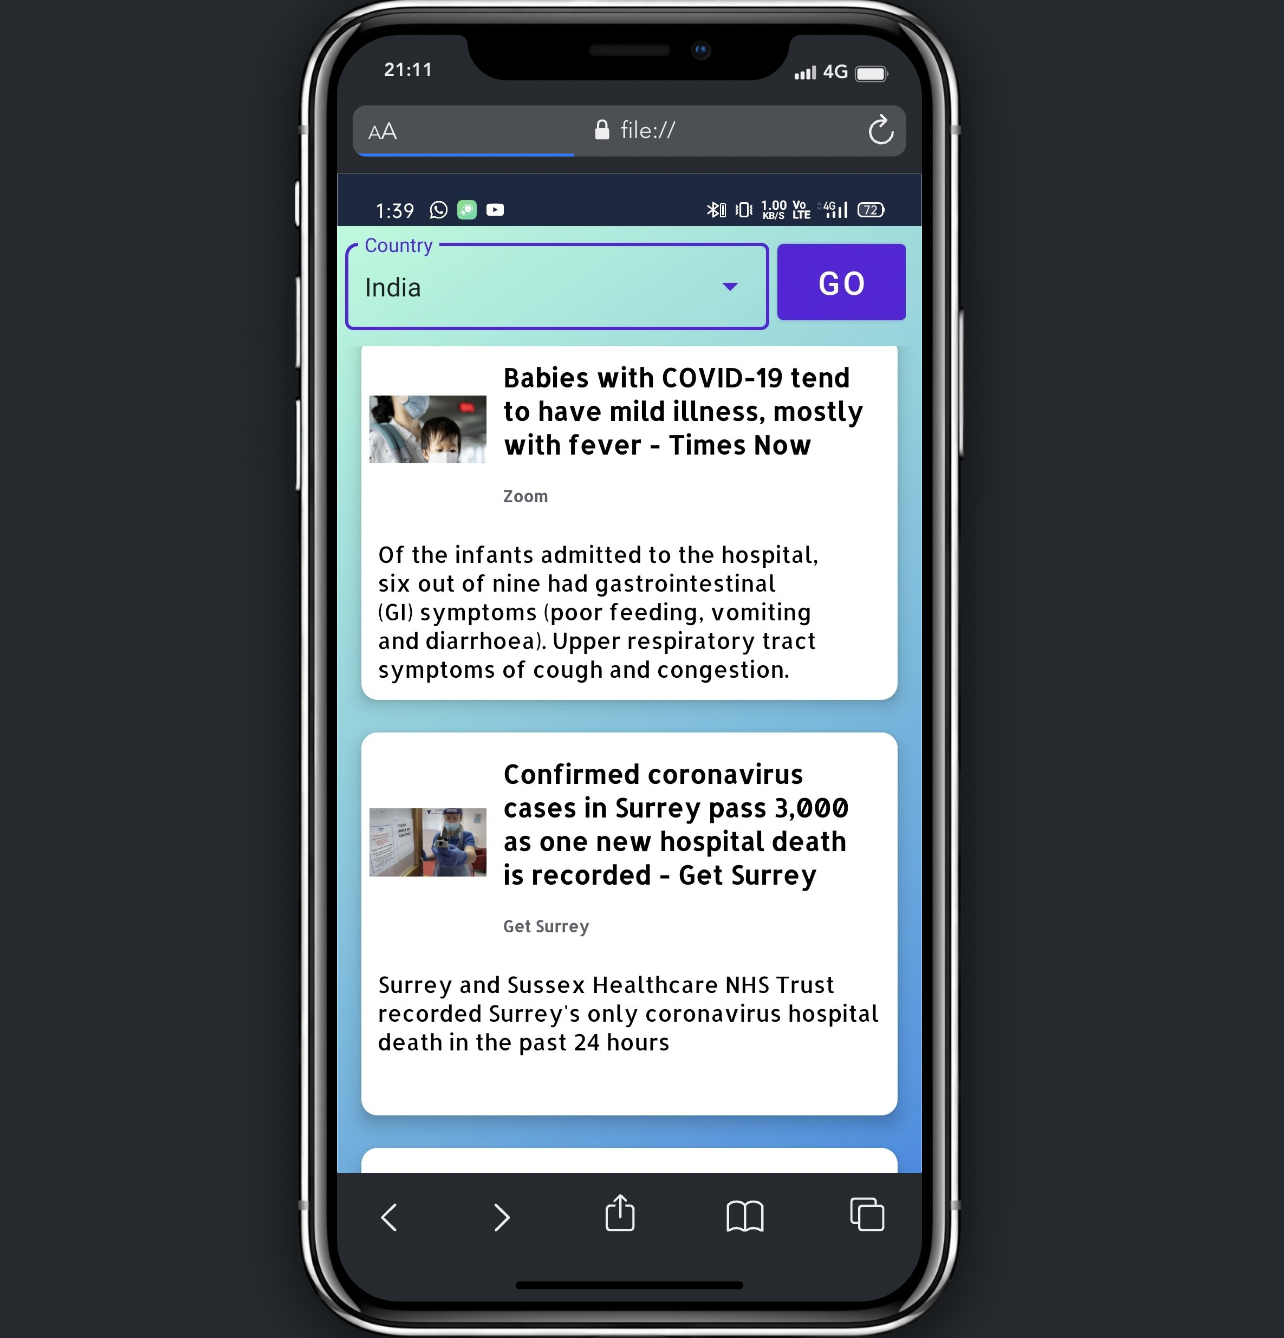 21:11
4G
AA
file://
1:39
1.00
KB/S
Vo
LTE
4G
72
Country
India
GO
Babies with COVID-19 tend
to have mild illness, mostly
with fever - Times Now
Zoom
Of the infants admitted to the hospital,
six out of nine had gastrointestinal
(GI) symptoms (poor feeding, vomiting
and diarrhoea). Upper respiratory tract
symptoms of cough and congestion.
Confirmed coronavirus
cases in Surrey pass 3,000
as one new hospital death
is recorded - Get Surrey
Get Surrey
Surrey and Sussex Healthcare NHS Trust
recorded Surrey's only coronavirus hospital
death in the past 24 hours